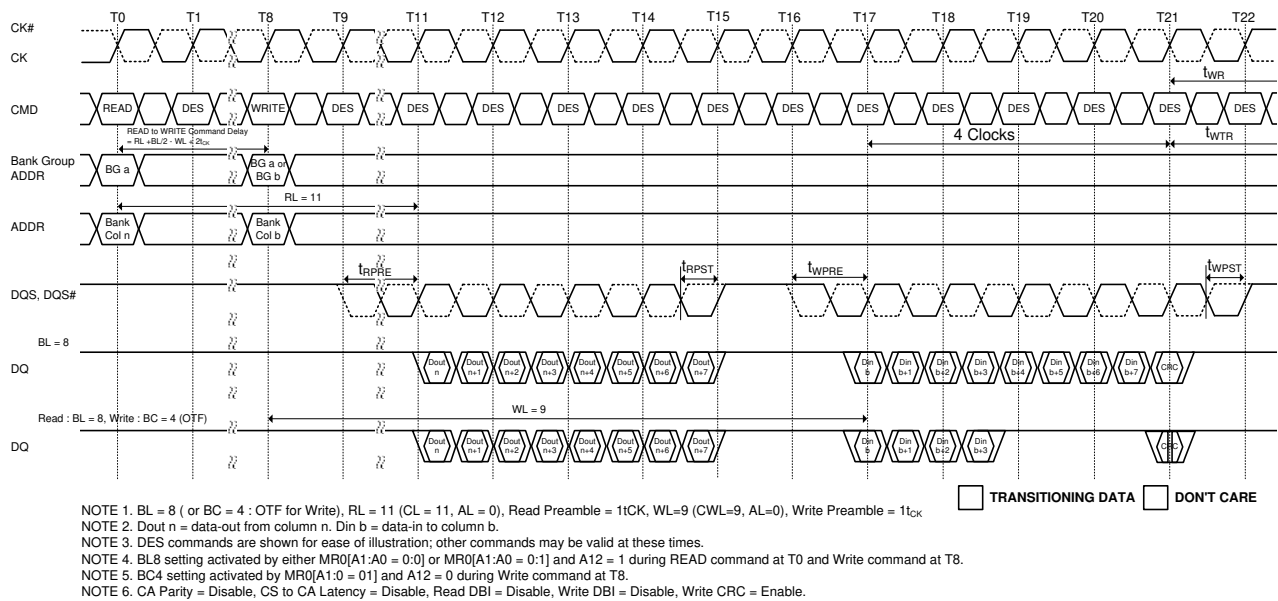 T0 T1 T8 T9 T11 T12 T13 T14 T15 T16 T17 T18 T19 T20 T21 T22
CK#
CK
tWR
CMD READ DES WRITE DES DES DES DES DES DES DES DES DES DES DES DES DES
READ to WRITE Command Delay
= RL +BL/2 - WL + 2tCK
4 Clocks
tWTR
Bank Group
ADDR
BG a
BG a or
BG b
RL = 11
ADDR
Bank
Col n
Bank
Col b
tRPRE tRPST tWPRE tWPST
DQS, DQS#
BL = 8
DQ
Dout n Dout n+1 Dout n+2 Dout n+3 Dout n+4 Dout n+5 Dout n+6 Dout n+7 Din b Din b+1 Din b+2 Din b+3 Din b+4 Din b+5 Din b+6 Din b+7 CRC
Read : BL = 8, Write : BC = 4 (OTF)
WL = 9
DQ
Dout n Dout n+1 Dout n+2 Dout n+3 Dout n+4 Dout n+5 Dout n+6 Dout n+7 Din b Din b+1 Din b+2 Din b+3 CRC
TRANSITIONING DATA DON'T CARE
NOTE 1. BL = 8 ( or BC = 4 : OTF for Write), RL = 11 (CL = 11, AL = 0), Read Preamble = 1tCK, WL=9 (CWL=9, AL=0), Write Preamble = 1tCK
NOTE 2. Dout n = data-out from column n. Din b = data-in to column b.
NOTE 3. DES commands are shown for ease of illustration; other commands may be valid at these times.
NOTE 4. BL8 setting activated by either MR0[A1:A0 = 0:0] or MR0[A1:A0 = 0:1] and A12 = 1 during READ command at T0 and Write command at T8.
NOTE 5. BC4 setting activated by MR0[A1:0 = 01] and A12 = 0 during Write command at T8.
NOTE 6. CA Parity = Disable, CS to CA Latency = Disable, Read DBI = Disable, Write DBI = Disable, Write CRC = Enable.